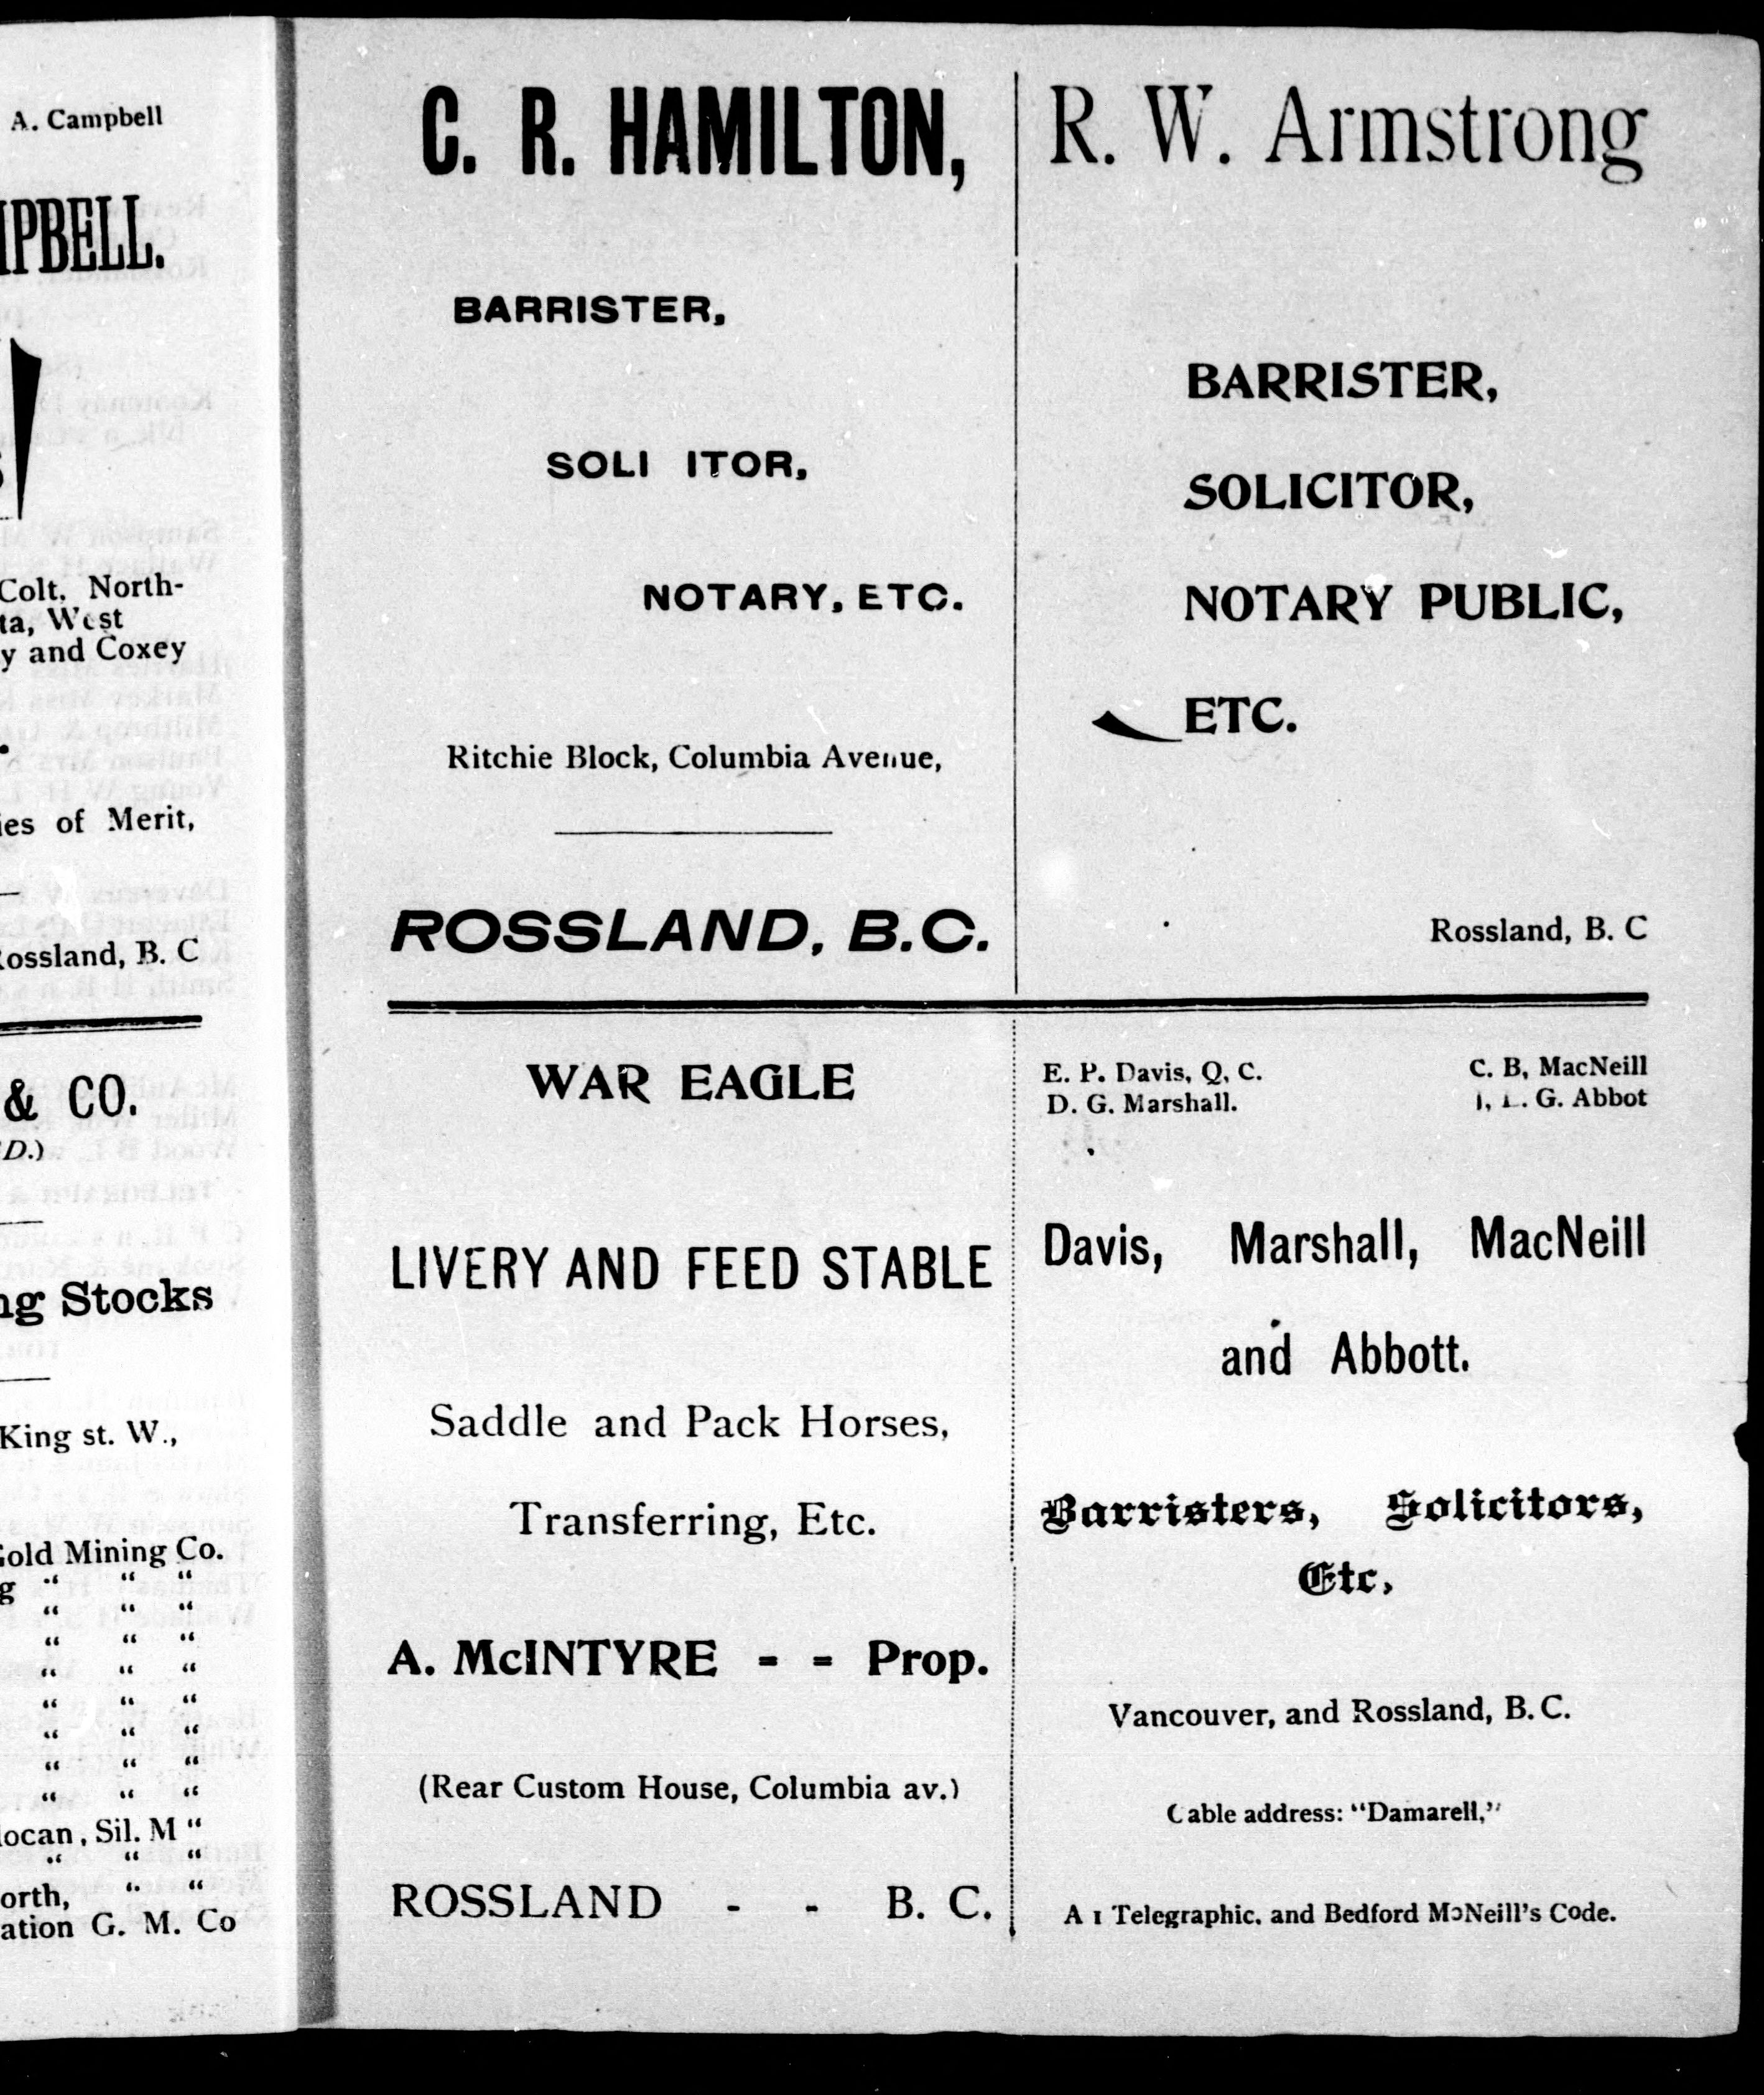 A. Campbell
MPBELL.
Colt, North-
ta, West
y and Coxey
ies of Merit,
Rossland, B. C
& CO.
D.)
ng Stocks
King st. W.,
Gold Mining Co.
g " " "
" " "
" " "
" " "
" " "
" " "
" " "
" " "
locan, Sil. M "
" " "
orth, " "
ation G. M. Co
C. R. HAMILTON,
BARRISTER,
SOLI ITOR,
NOTARY, ETC.
Ritchie Block, Columbia Avenue,
ROSSLAND, B.C.
R. W. Armstrong
BARRISTER,
SOLICITOR,
NOTARY PUBLIC,
ETC.
Rossland, B. C
WAR EAGLE
LIVERY AND FEED STABLE
Saddle and Pack Horses,
Transferring, Etc.
A. McINTYRE - - Prop.
(Rear Custom House, Columbia av.)
ROSSLAND - - B. C.
E. P. Davis, Q, C. C. B, MacNeill
D. G. Marshall. G. Abbot
Davis, Marshall, MacNeill
and Abbott.
Barristers, Solicitors,
Etc,
Vancouver, and Rossland, B. C.
Cable address: "Damarell,"
A 1 Telegraphic. and Bedford McNeill's Code.